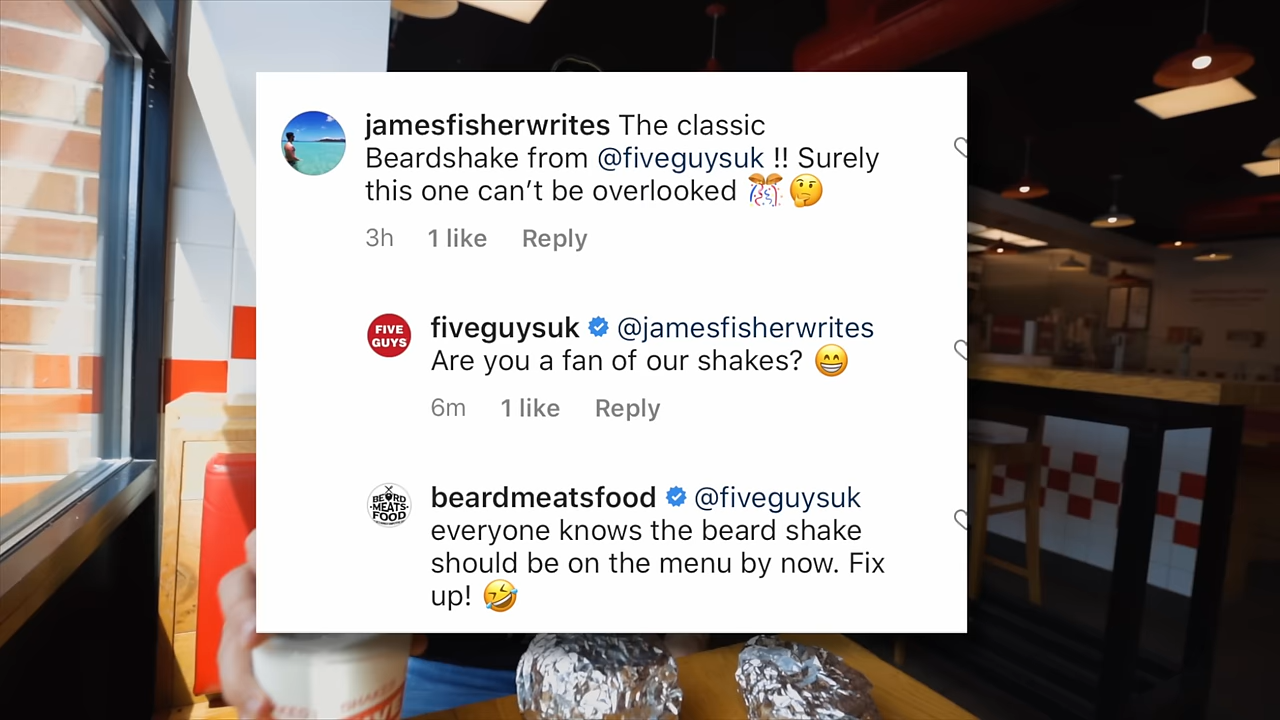 jamesfisherwrites The classic
Beardshake from @fiveguysuk !! Surely
this one can’t be overlooked 🎊🤔
3h 1 like Reply
FIVE
GUYS
fiveguysuk @jamesfisherwrites
Are you a fan of our shakes? 😁
6m 1 like Reply
BEARD
MEATS
FOOD
beardmeatsfood @fiveguysuk
everyone knows the beard shake
should be on the menu by now. Fix
up! 🤣